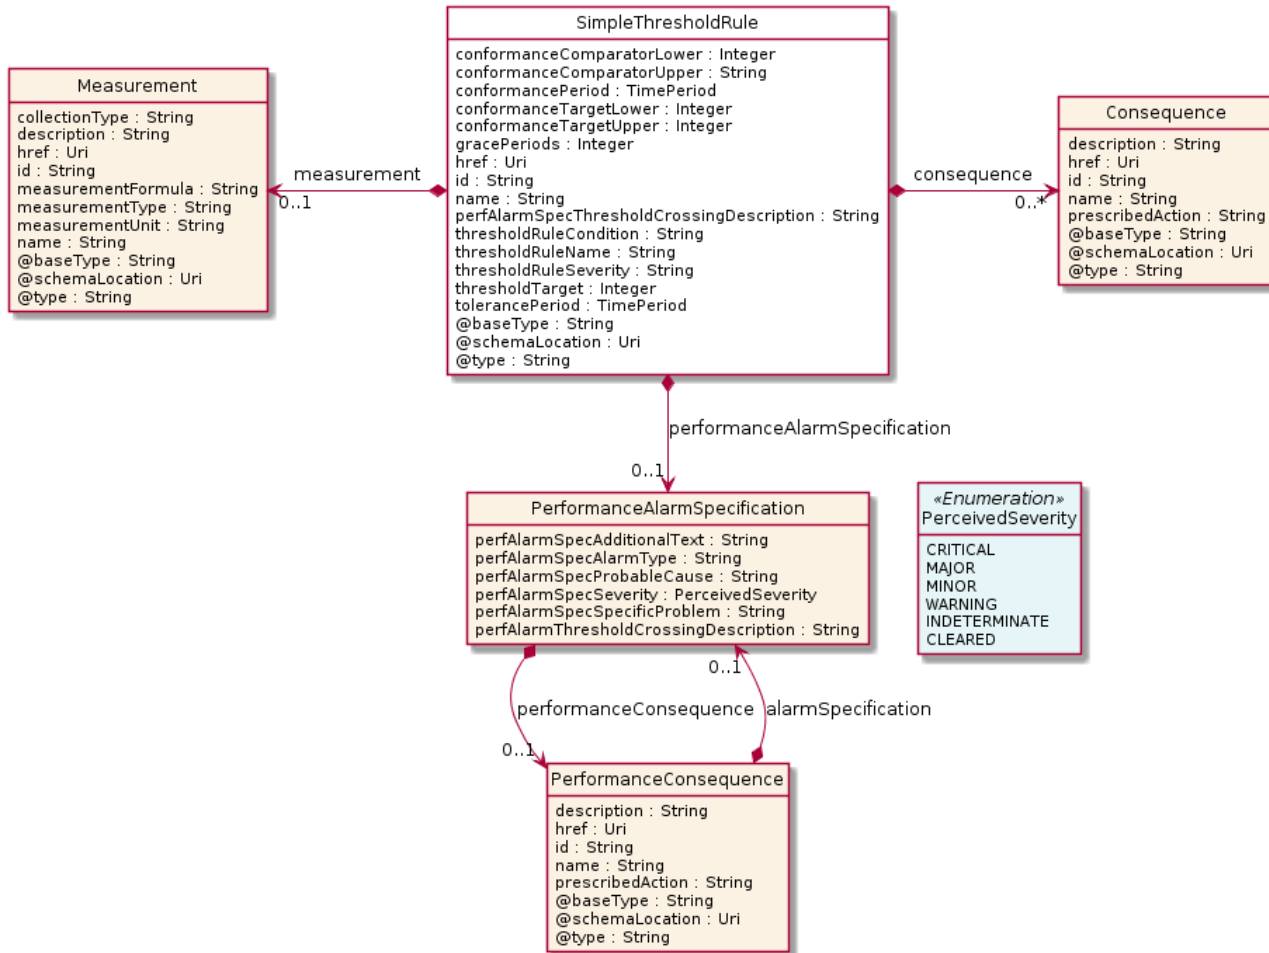 SimpleThresholdRule
conformanceComparatorLower : Integer
conformanceComparatorUpper : String
conformancePeriod : TimePeriod
conformanceTargetLower : Integer
conformanceTargetUpper : Integer
gracePeriods : Integer
href : Uri
id : String
name : String
perfAlarmSpecThresholdCrossingDescription : String
thresholdRuleCondition : String
thresholdRuleName : String
thresholdRuleSeverity : String
thresholdTarget : Integer
tolerancePeriod : TimePeriod
@baseType : String
@schemaLocation : Uri
@type : String
Measurement
collectionType : String
description : String
href : Uri
id : String
measurementFormula : String
measurementType : String
measurementUnit : String
name : String
@baseType : String
@schemaLocation : Uri
@type : String
measurement
0..1
Consequence
description : String
href : Uri
id : String
name : String
prescribedAction : String
@baseType : String
@schemaLocation : Uri
@type : String
consequence
0..*
performanceAlarmSpecification
0..1
PerformanceAlarmSpecification
perfAlarmSpecAdditionalText : String
perfAlarmSpecAlarmType : String
perfAlarmSpecProbableCause : String
perfAlarmSpecSeverity : PerceivedSeverity
perfAlarmSpecSpecificProblem : String
perfAlarmThresholdCrossingDescription : String
«Enumeration»
PerceivedSeverity
CRITICAL
MAJOR
MINOR
WARNING
INDETERMINATE
CLEARED
0..1
performanceConsequence
alarmSpecification
0..1
PerformanceConsequence
description : String
href : Uri
id : String
name : String
prescribedAction : String
@baseType : String
@schemaLocation : Uri
@type : String